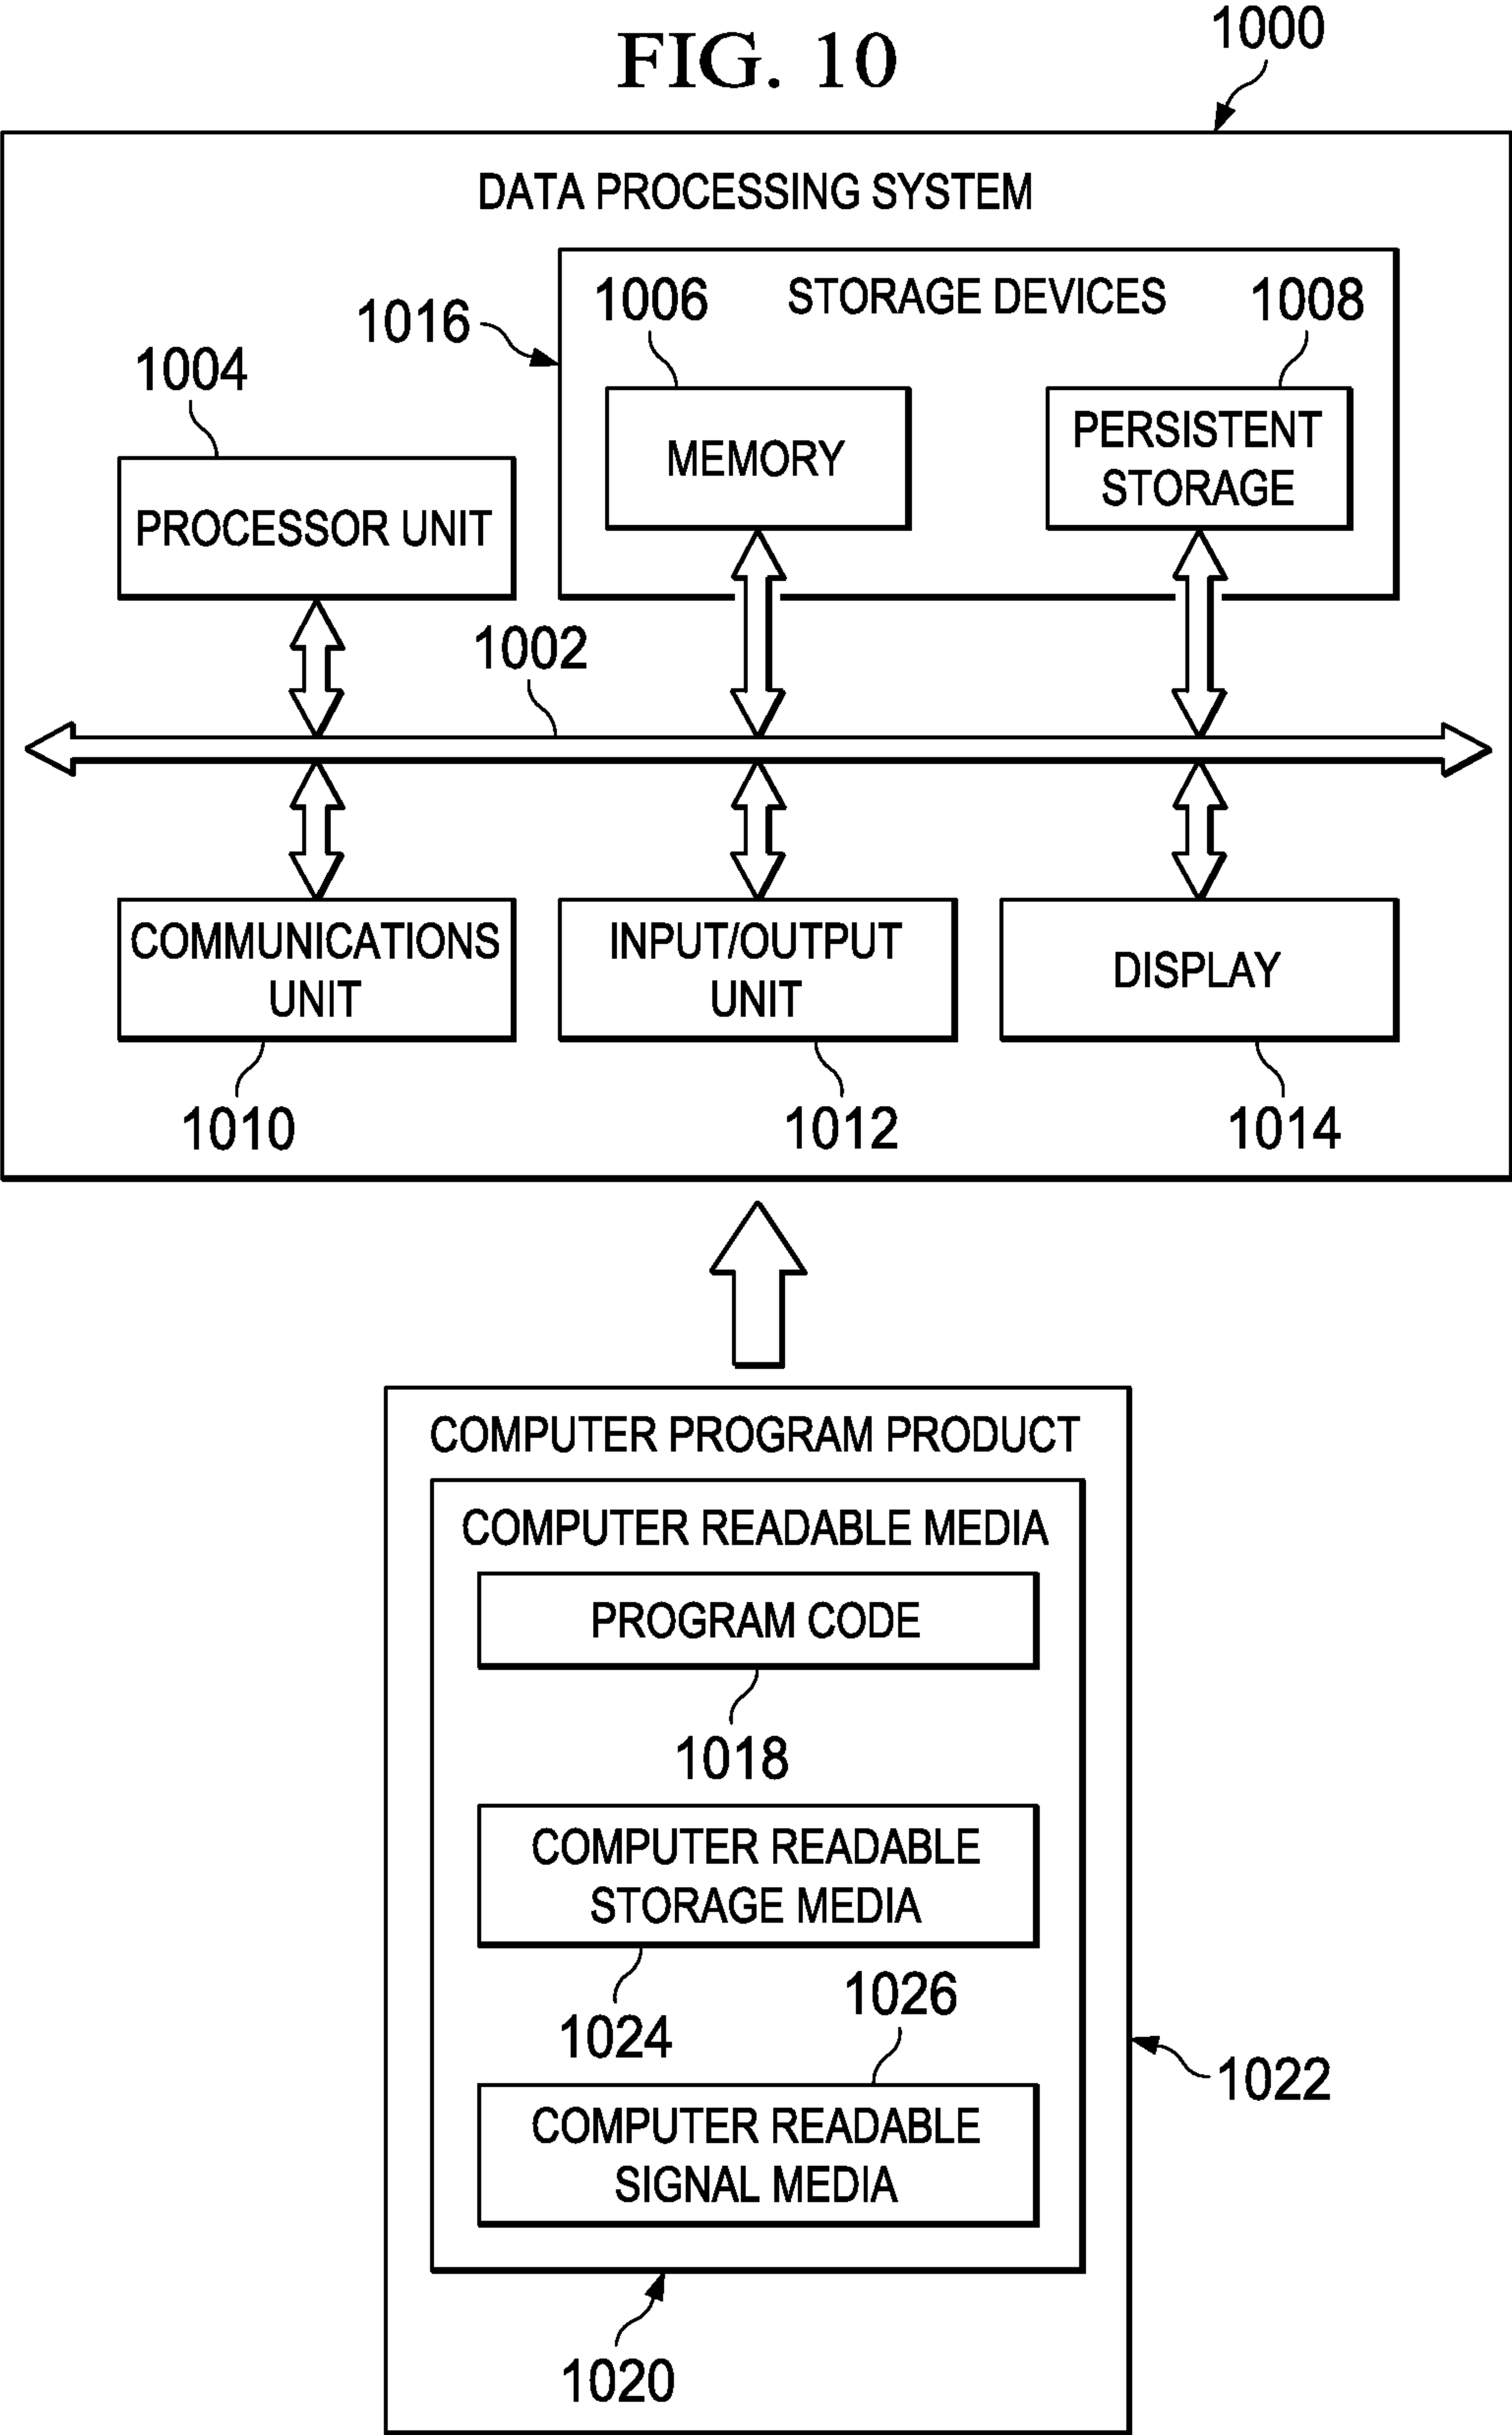 FIG. 10
1000
DATA PROCESSING SYSTEM
STORAGE DEVICES
1016
1006
1008
1004
MEMORY
PERSISTENT
STORAGE
PROCESSOR UNIT
1002
COMMUNICATIONS
UNIT
INPUT/OUTPUT
UNIT
DISPLAY
1010
1012
1014
COMPUTER PROGRAM PRODUCT
COMPUTER READABLE MEDIA
PROGRAM CODE
1018
COMPUTER READABLE
STORAGE MEDIA
1024
1026
COMPUTER READABLE
SIGNAL MEDIA
1022
1020